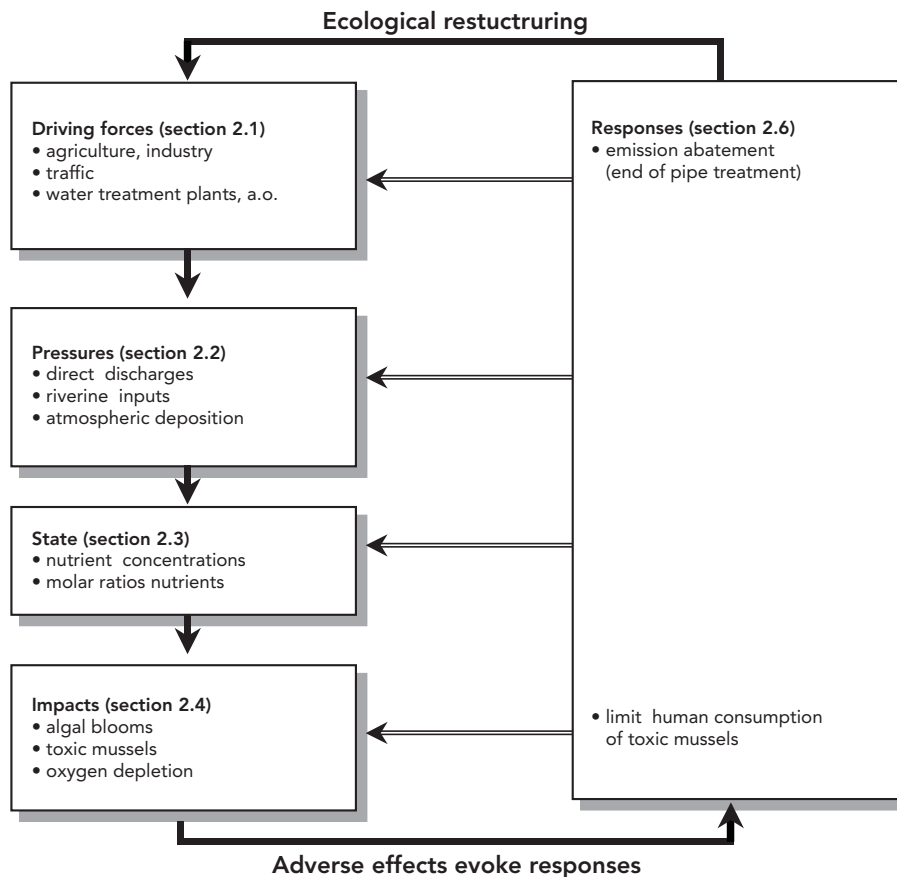 Ecological restuctruring
Driving forces (section 2.1)
• agriculture, industry
• traffic
• water treatment plants, a.o.
Responses (section 2.6)
• emission abatement
(end of pipe treatment)
Pressures (section 2.2)
• direct discharges
• riverine inputs
• atmospheric deposition
State (section 2.3)
• nutrient concentrations
• molar ratios nutrients
Impacts (section 2.4)
• algal blooms
• toxic mussels
• oxygen depletion
• limit human consumption
of toxic mussels
Adverse effects evoke responses